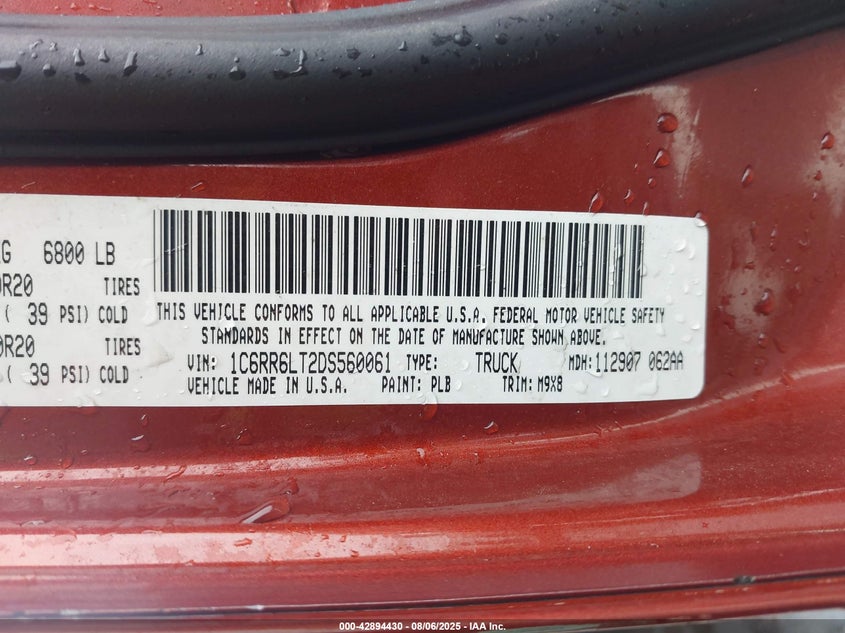 G 6800 LB
0R20 TIRES
( 39 PSI) COLD
0R20 TIRES
( 39 PSI) COLD
THIS VEHICLE CONFORMS TO ALL APPLICABLE U.S.A. FEDERAL MOTOR VEHICLE SAFETY
STANDARDS IN EFFECT ON THE DATE OF MANUFACTURE SHOWN ABOVE.
VIN: 1C6RR6LT2DS560061 TYPE: TRUCK MDH: 112907 062AA
VEHICLE MADE IN U.S.A. PAINT: PLB TRIM: M9X8
000-42894430 - 08/06/2025 - IAA Inc.